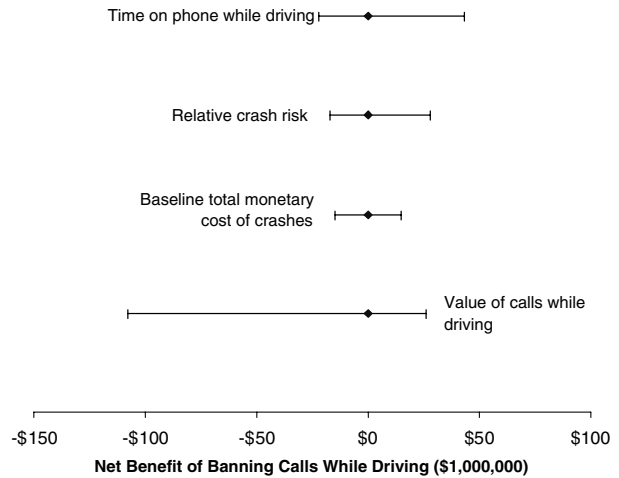 Time on phone while driving
Relative crash risk
Baseline total monetary
cost of crashes
Value of calls while
driving
-$150 -$100 -$50 $0 $50 $100
Net Benefit of Banning Calls While Driving ($1,000,000)